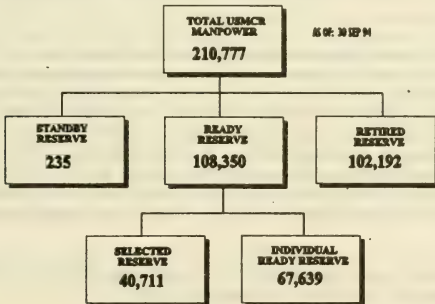 TOTAL USMCR
MANPOWER
210,777
AS OF: 30 SEP 94
STANDBY
RESERVE
235
READY
RESERVE
108,350
RETIRED
RESERVE
102,192
SELECTED
RESERVE
40,711
INDIVIDUAL
READY RESERVE
67,639